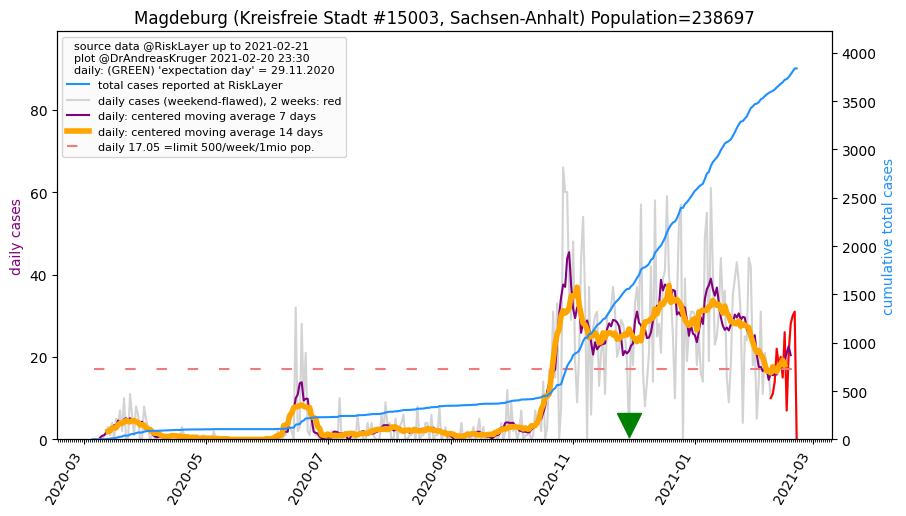 Magdeburg (Kreisfreie Stadt #15003, Sachsen-Anhalt) Population=238697
source data @RiskLayer up to 2021-02-21
plot @DrAndreasKruger 2021-02-20 23:30
daily: (GREEN) 'expectation day' = 29.11.2020
total cases reported at RiskLayer
daily cases (weekend-flawed), 2 weeks: red
daily: centered moving average 7 days
daily: centered moving average 14 days
daily 17.05 =limit 500/week/1mio pop.
daily cases
80
60
40
20
0
cumulative total cases
4000
3500
3000
2500
2000
1500
1000
500
0
2020-03
2020-05
2020-07
2020-09
2020-11
2021-01
2021-03